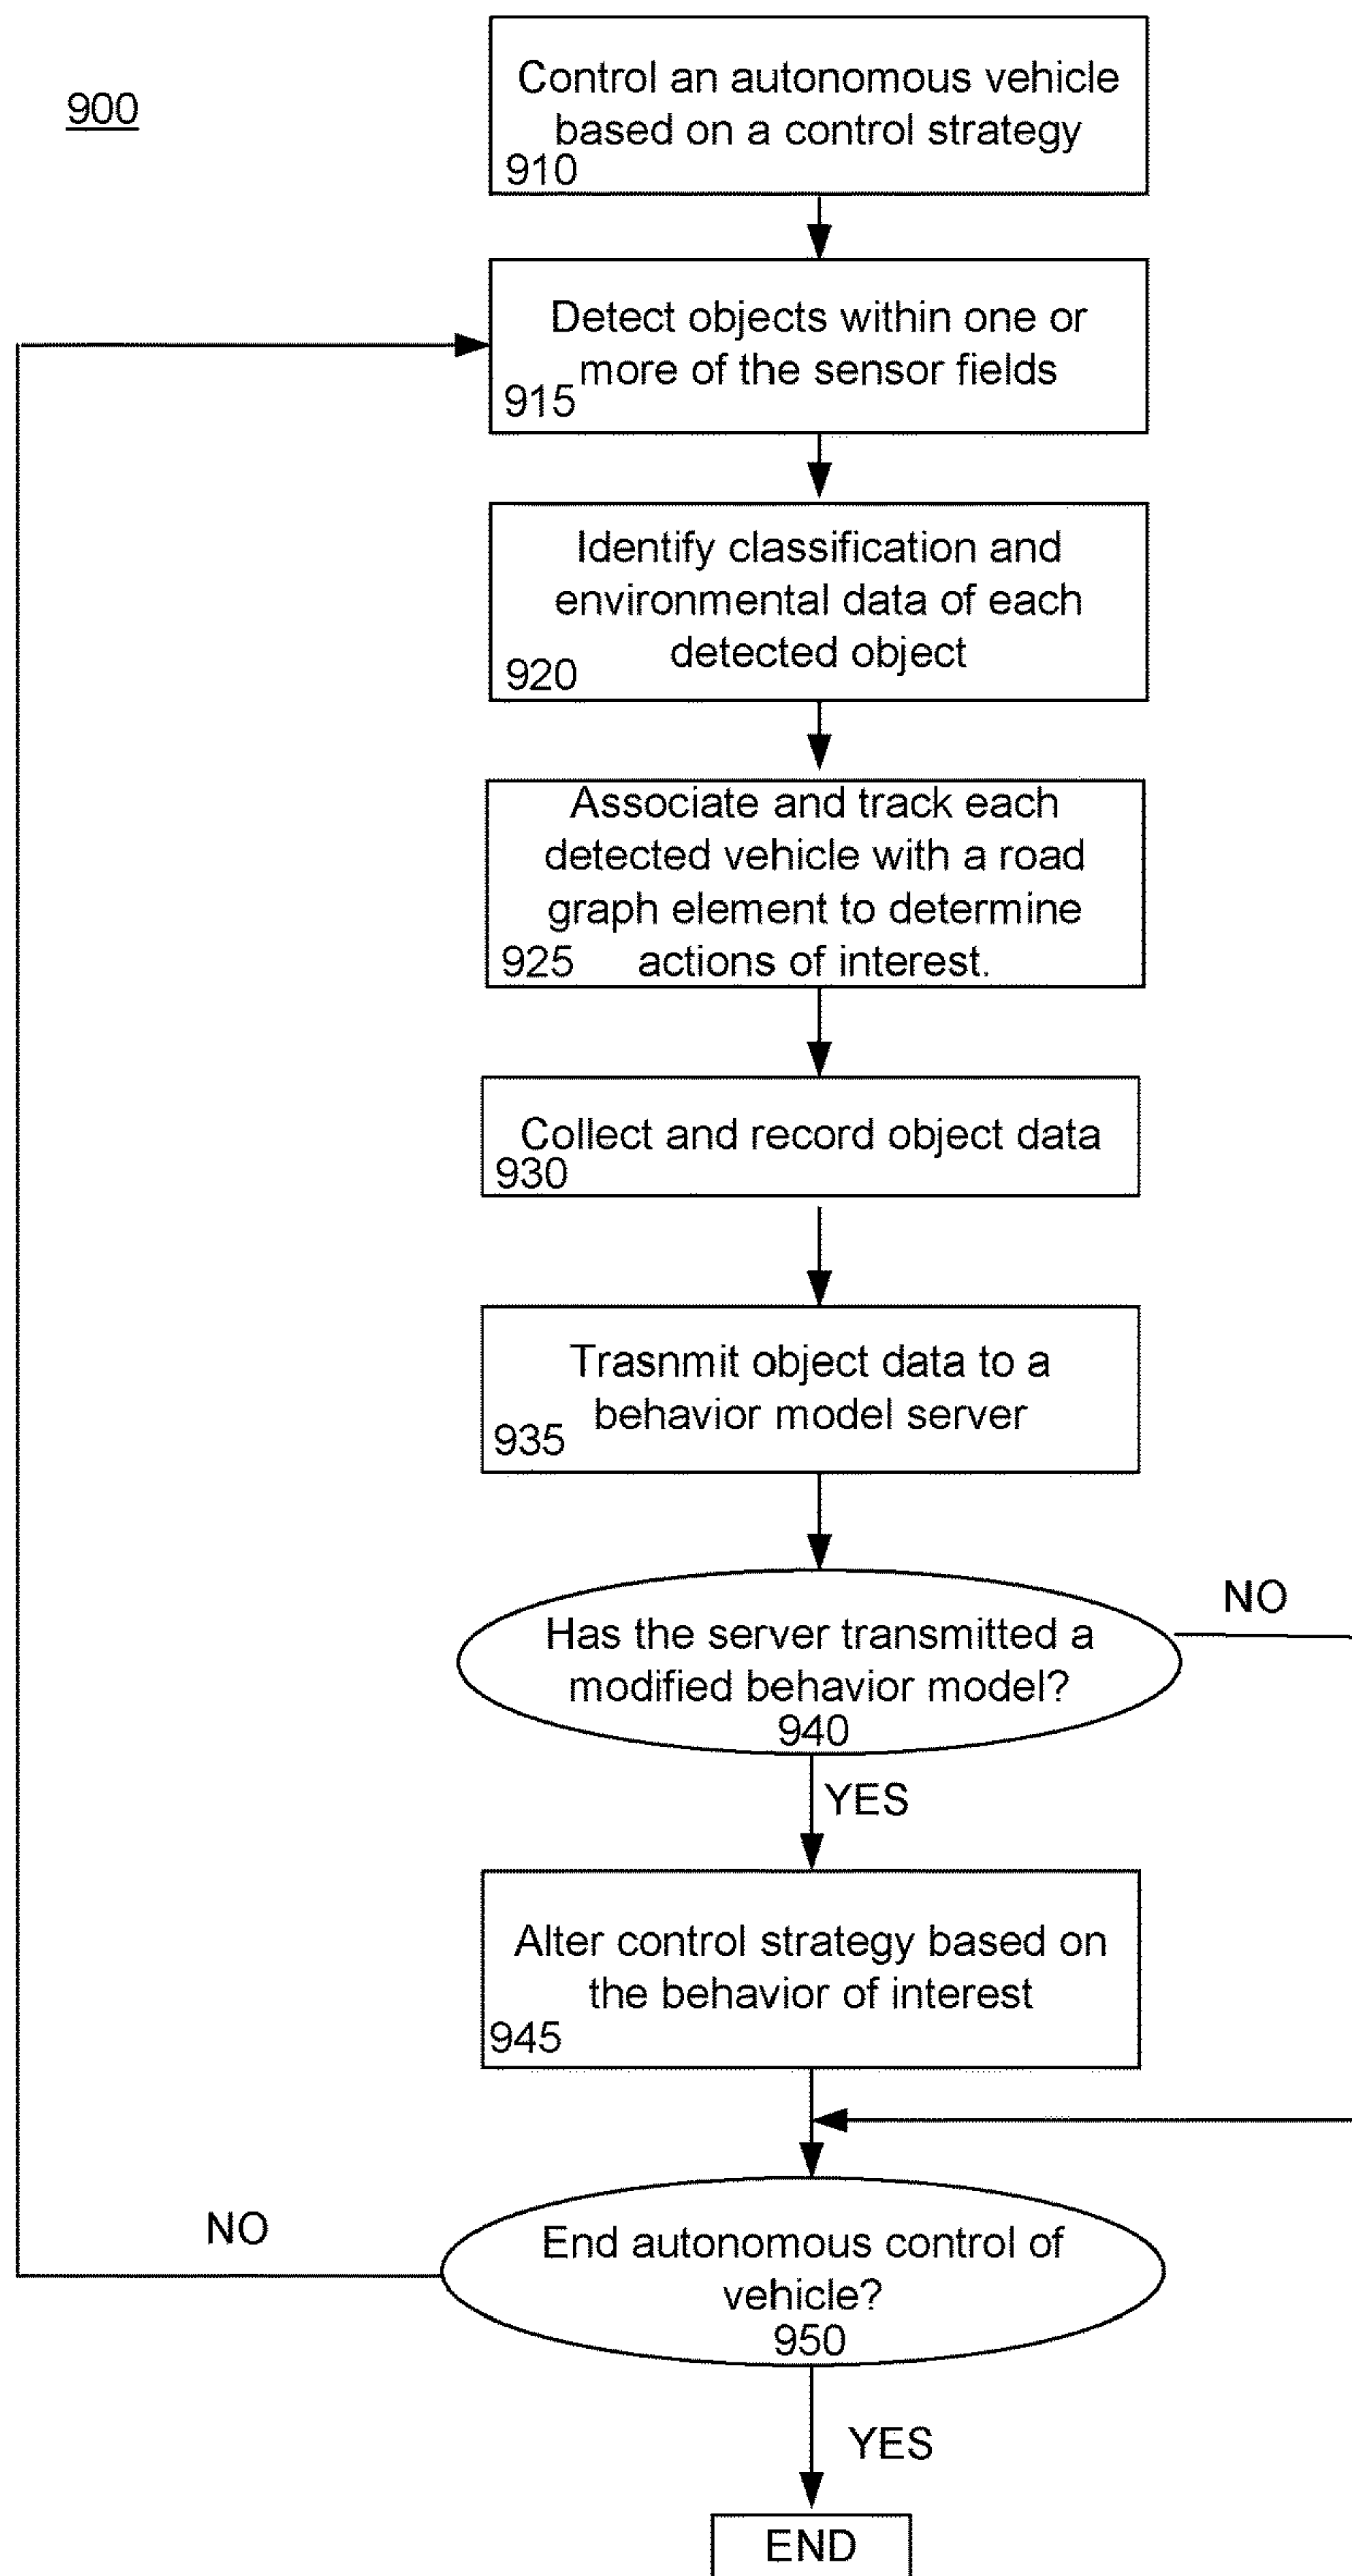 900
Control an autonomous vehicle
based on a control strategy
910
Detect objects within one or
more of the sensor fields
915
Identify classification and
environmental data of each
detected object
920
Associate and track each
detected vehicle with a road
graph element to determine
925 actions of interest.
Collect and record object data
930
Trasnmit object data to a
behavior model server
935
Has the server transmitted a
modified behavior model?
940
NO
YES
Alter control strategy based on
the behavior of interest
945
NO
End autonomous control of
vehicle?
950
YES
END